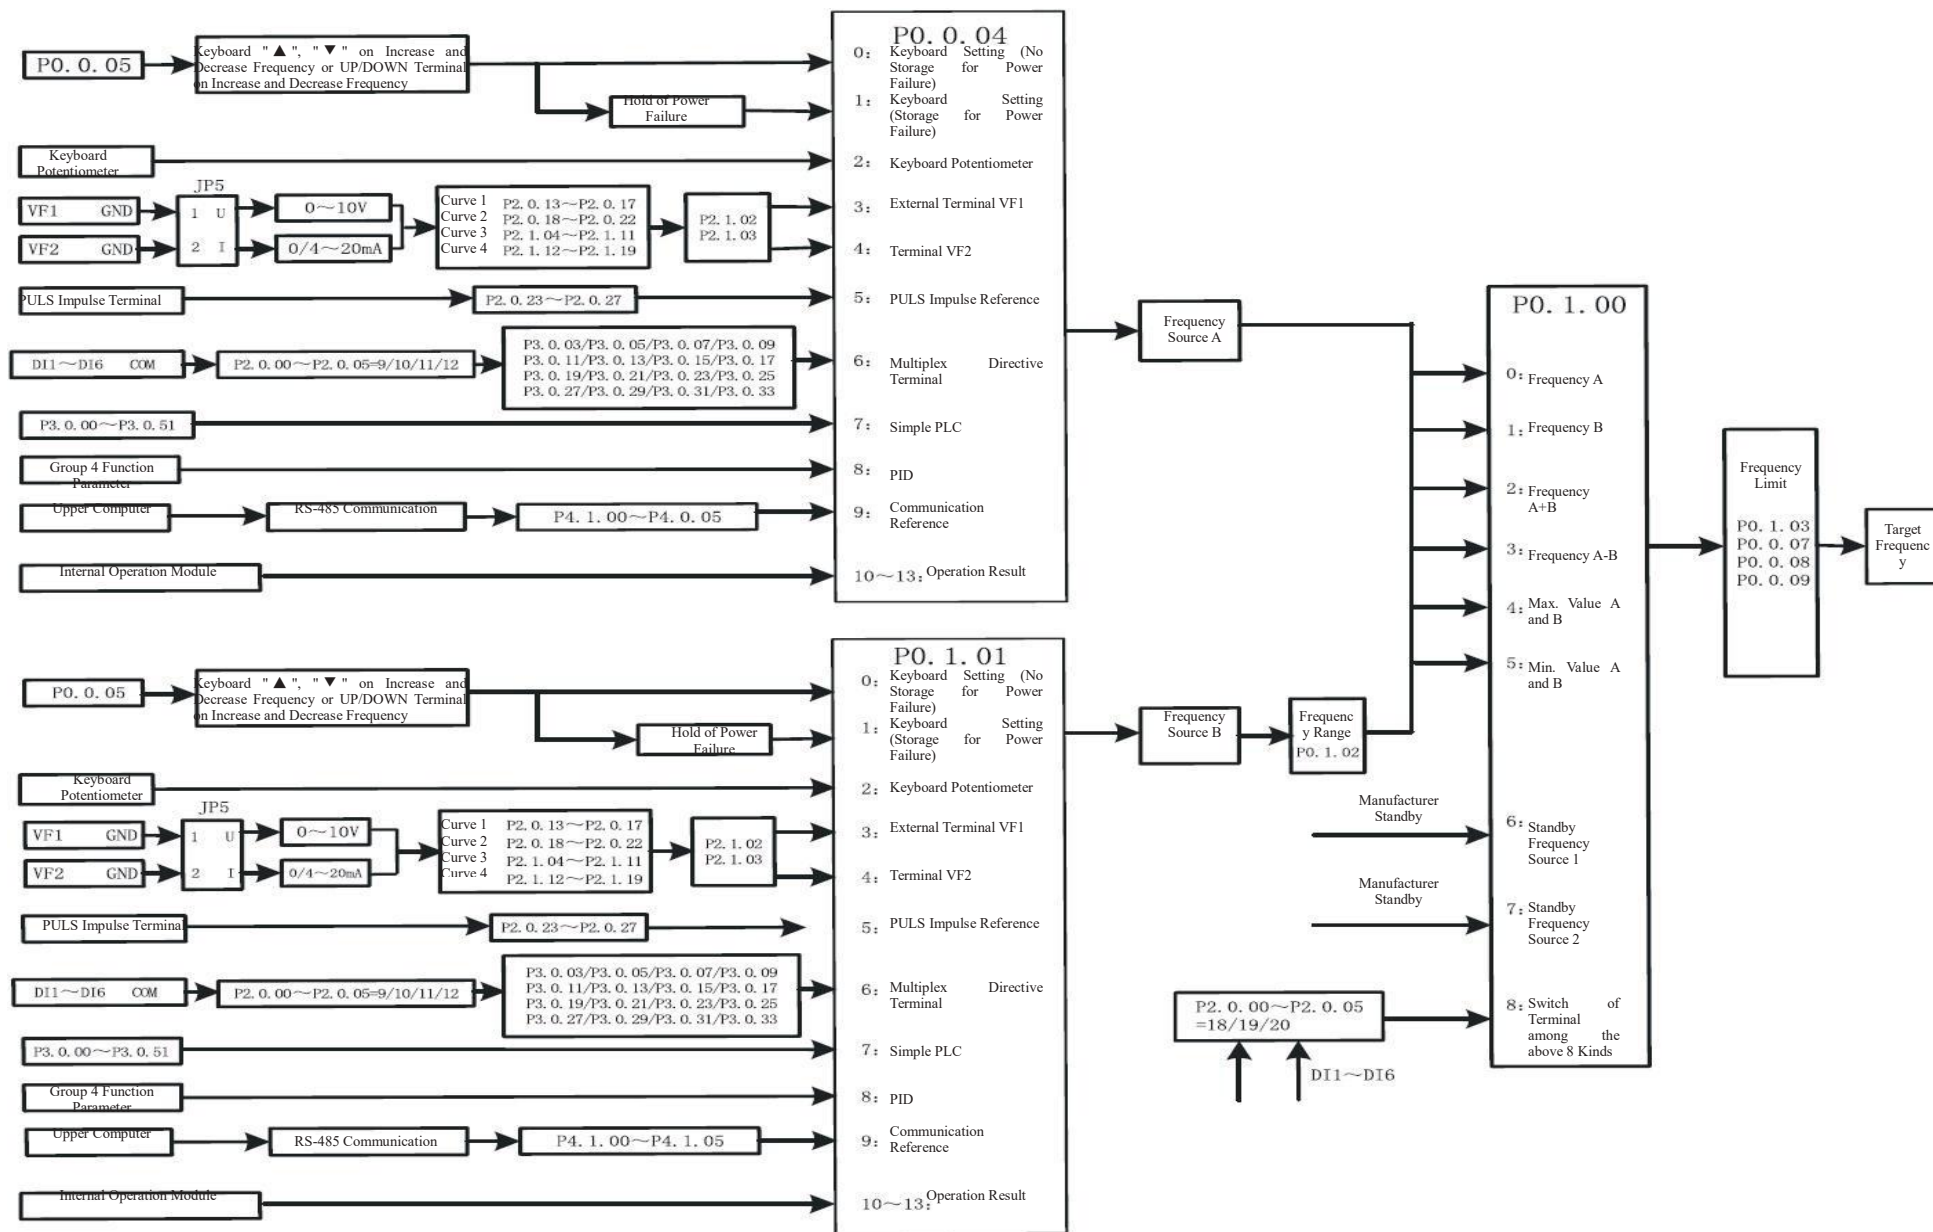 P0.0.05
Keyboard "▲", "▼" on Increase and
Decrease Frequency or UP/DOWN Terminal
on Increase and Decrease Frequency
Hold of Power
Failure
Keyboard
Potentiometer
JP5
VF1 GND
1 U
0～10V
VF2 GND
2 I
0/4～20mA
Curve 1 P2.0.13～P2.0.17
Curve 2 P2.0.18～P2.0.22
Curve 3 P2.1.04～P2.1.11
Curve 4 P2.1.12～P2.1.19
P2.1.02
P2.1.03
PULS Impulse Terminal
P2.0.23～P2.0.27
DI1～DI6 COM
P2.0.00～P2.0.05=9/10/11/12
P3.0.03/P3.0.05/P3.0.07/P3.0.09
P3.0.11/P3.0.13/P3.0.15/P3.0.17
P3.0.19/P3.0.21/P3.0.23/P3.0.25
P3.0.27/P3.0.29/P3.0.31/P3.0.33
P3.0.00～P3.0.51
Group 4 Function
Parameter
Upper Computer
RS-485 Communication
P4.1.00～P4.0.05
Internal Operation Module
P0.0.04
0: Keyboard Setting (No
Storage for Power
Failure)
1: Keyboard Setting
(Storage for Power
Failure)
2: Keyboard Potentiometer
3: External Terminal VF1
4: Terminal VF2
5: PULS Impulse Reference
6: Multiplex Directive
Terminal
7: Simple PLC
8: PID
9: Communication
Reference
10～13: Operation Result
Frequency
Source A
P0.0.05
Keyboard "▲", "▼" on Increase and
Decrease Frequency or UP/DOWN Terminal
on Increase and Decrease Frequency
Hold of Power
Failure
Keyboard
Potentiometer
JP5
VF1 GND
1 U
0～10V
VF2 GND
2 I
0/4～20mA
Curve 1 P2.0.13～P2.0.17
Curve 2 P2.0.18～P2.0.22
Curve 3 P2.1.04～P2.1.11
Curve 4 P2.1.12～P2.1.19
P2.1.02
P2.1.03
PULS Impulse Terminal
P2.0.23～P2.0.27
DI1～DI6 COM
P2.0.00～P2.0.05=9/10/11/12
P3.0.03/P3.0.05/P3.0.07/P3.0.09
P3.0.11/P3.0.13/P3.0.15/P3.0.17
P3.0.19/P3.0.21/P3.0.23/P3.0.25
P3.0.27/P3.0.29/P3.0.31/P3.0.33
P3.0.00～P3.0.51
Group 4 Function
Parameter
Upper Computer
RS-485 Communication
P4.1.00～P4.1.05
Internal Operation Module
P0.1.01
0: Keyboard Setting (No
Storage for Power
Failure)
1: Keyboard Setting
(Storage for Power
Failure)
2: Keyboard Potentiometer
3: External Terminal VF1
4: Terminal VF2
5: PULS Impulse Reference
6: Multiplex Directive
Terminal
7: Simple PLC
8: PID
9: Communication
Reference
10～13: Operation Result
Frequency
Source B
Frequenc
y Range
P0.1.02
Manufacturer
Standby
Manufacturer
Standby
P2.0.00～P2.0.05
=18/19/20
DI1～DI6
P0.1.00
0: Frequency A
1: Frequency B
2: Frequency
A+B
3: Frequency A-B
4: Max. Value A
and B
5: Min. Value A
and B
6: Standby
Frequency
Source 1
7: Standby
Frequency
Source 2
8: Switch of
Terminal
among the
above 8 Kinds
Frequency
Limit
P0.1.03
P0.0.07
P0.0.08
P0.0.09
Target
Frequenc
y